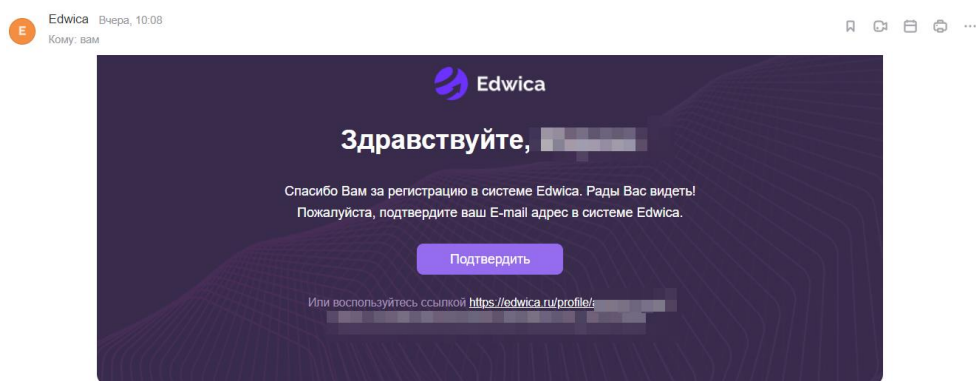 Edwica Вчера, 10:08
E
Кому: вам
Edwica
Здравствуйте,
Спасибо Вам за регистрацию в системе Edwica. Рады Вас видеть!
Пожалуйста, подтвердите ваш E-mail адрес в системе Edwica.
Подтвердить
Или воспользуйтесь ссылкой https://edwica.ru/profile/